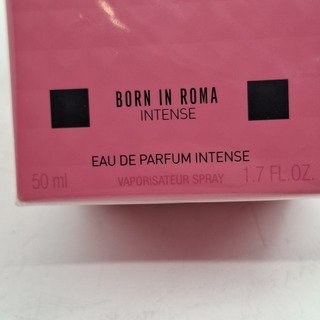 BORN IN ROMA
INTENSE
EAU DE PARFUM INTENSE
50 ml VAPORISATEUR SPRAY 1.7 FL.OZ.